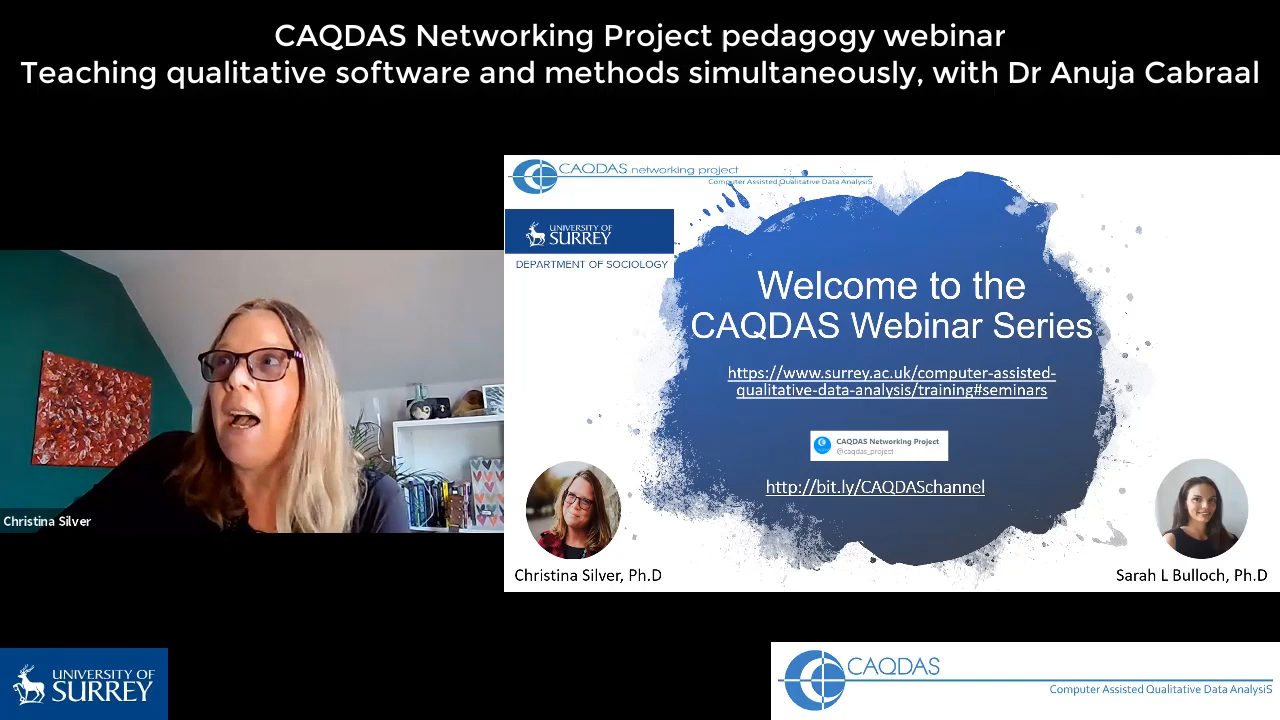 CAQDAS Networking Project pedagogy webinar
Teaching qualitative software and methods simultaneously, with Dr Anuja Cabraal
CAQDAS networking project
Computer Assisted Qualitative Data AnalysiS
UNIVERSITY OF
SURREY
DEPARTMENT OF SOCIOLOGY
Welcome to the
CAQDAS Webinar Series
https://www.surrey.ac.uk/computer-assisted-
qualitative-data-analysis/training#seminars
CAQDAS Networking Project
@caqdas_project
http://bit.ly/CAQDASchannel
Christina Silver, Ph.D
Sarah L Bulloch, Ph.D
Christina Silver
UNIVERSITY OF
SURREY
CAQDAS
Computer Assisted Qualitative Data AnalysiS